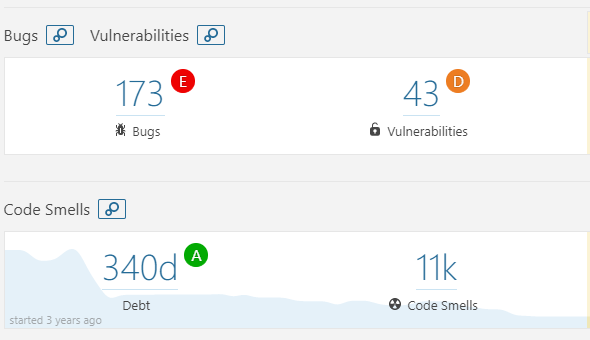 Bugs Vulnerabilities
173 E 43 D
Bugs Vulnerabilities
Code Smells
340d A 11k
Debt Code Smells
started 3 years ago